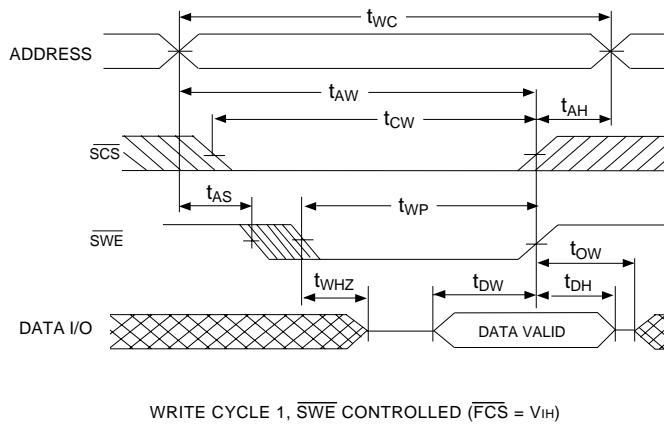 tWC
ADDRESS
tAW
tCW
tAH
SCS
tAS
tWP
SWE
tOW
tWHZ
tDW
tDH
DATA I/O
DATA VALID
WRITE CYCLE 1, SWE CONTROLLED (FCS = VIH)